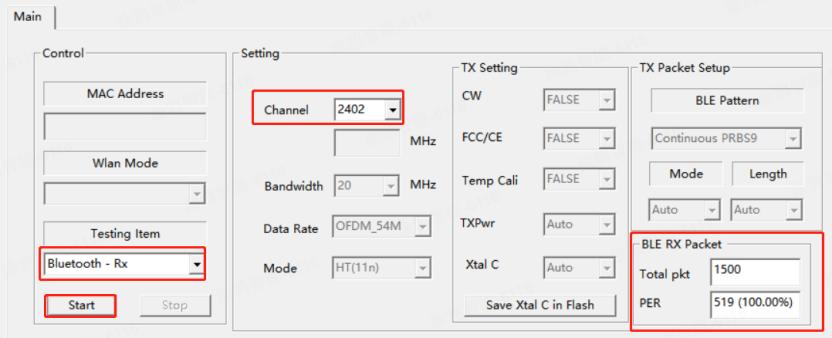 Main
Control
MAC Address
Wlan Mode
Testing Item
Bluetooth - Rx
Start
Stop
Setting
Channel
2402
MHz
Bandwidth
20
MHz
Data Rate
OFDM_54M
Mode
HT(11n)
TX Setting
CW
FALSE
FCC/CE
FALSE
Temp Cali
FALSE
TXPwr
Auto
Xtal C
Auto
Save Xtal C in Flash
TX Packet Setup
BLE Pattern
Continuous PRBS9
Mode
Length
Auto
Auto
BLE RX Packet
Total pkt
1500
PER
519 (100.00%)